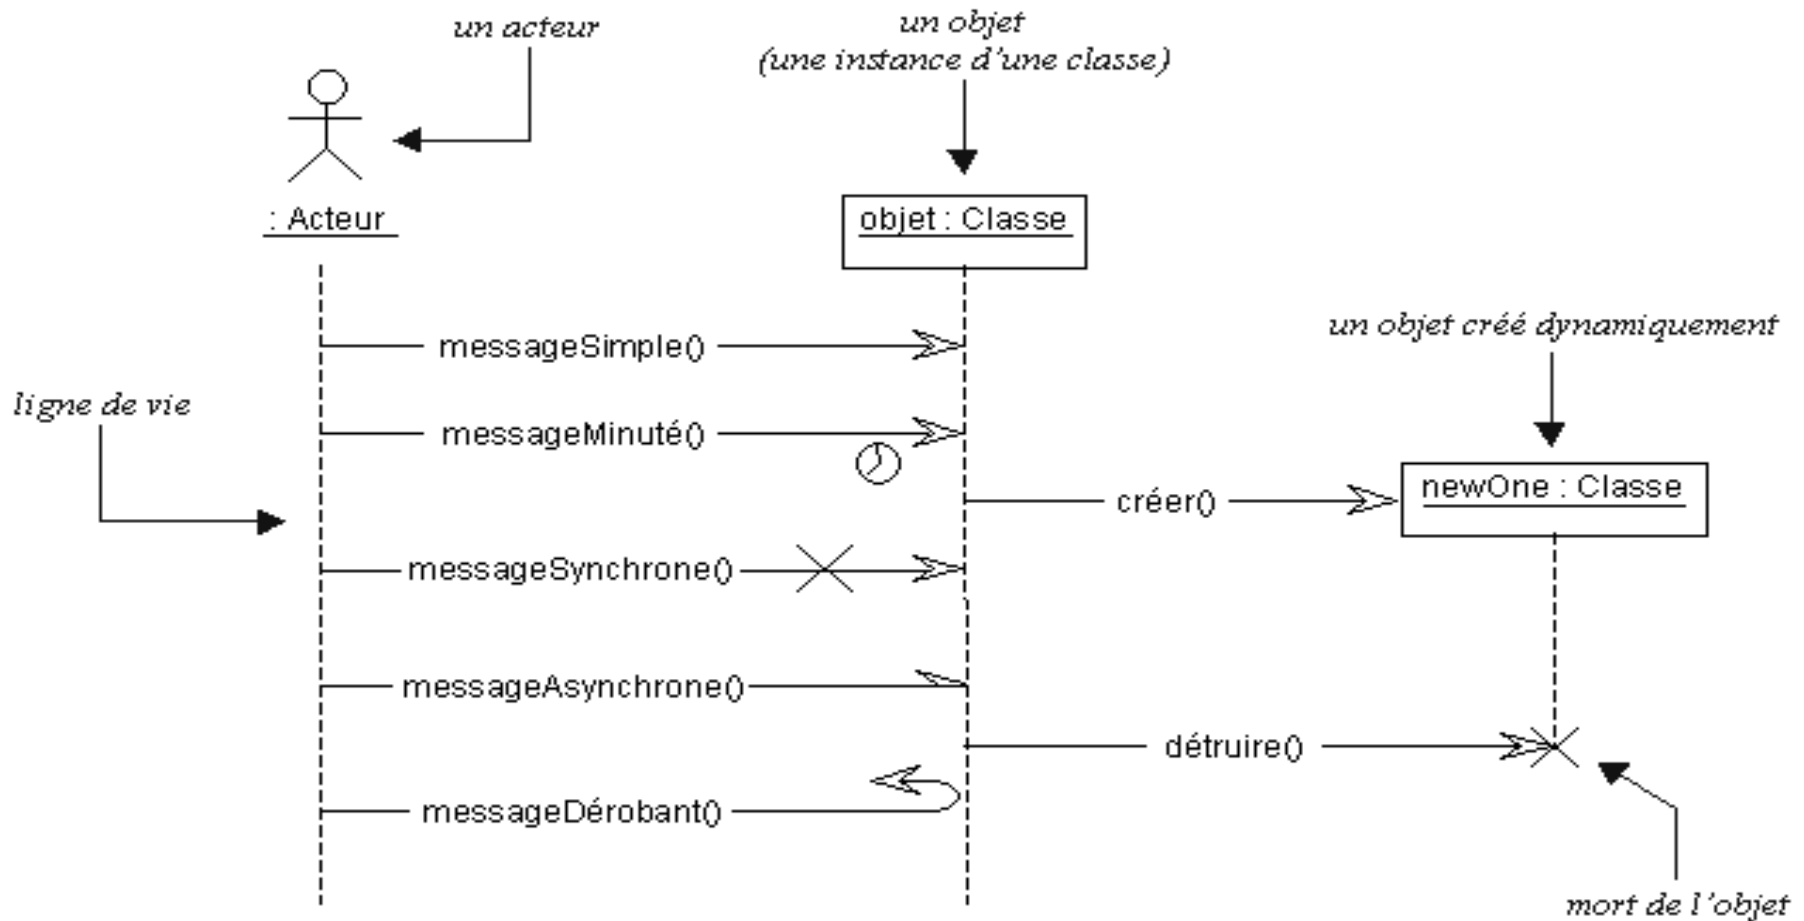 un acteur
un objet
(une instance d'une classe)
: Acteur
objet : Classe
messageSimple()
un objet créé dynamiquement
ligne de vie
messageMinuté()
newOne : Classe
créer()
messageSynchrone()
messageAsynchrone()
détruire()
messageDérobant()
mort de l'objet